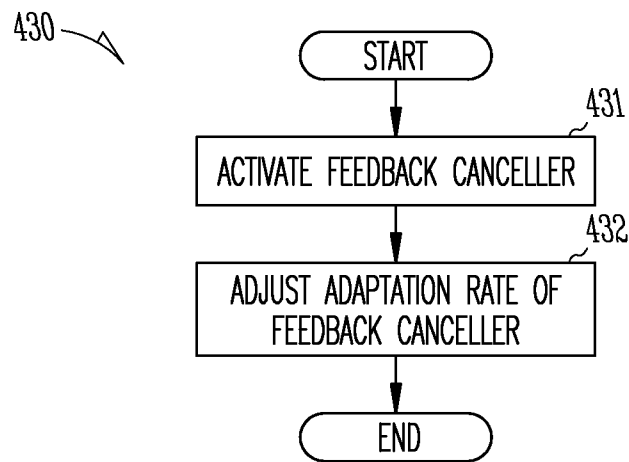 430
START
431
ACTIVATE FEEDBACK CANCELLER
432
ADJUST ADAPTATION RATE OF
FEEDBACK CANCELLER
END